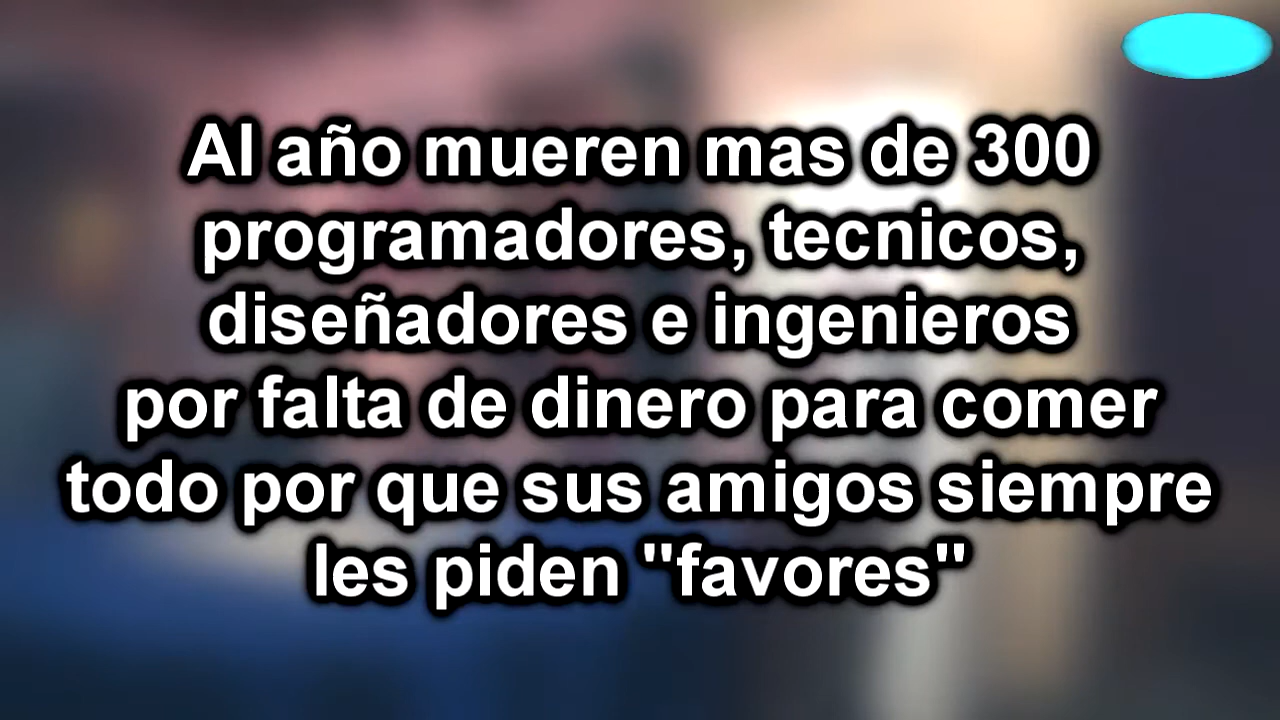 Al año mueren mas de 300
programadores, tecnicos,
diseñadores e ingenieros
por falta de dinero para comer
todo por que sus amigos siempre
les piden "favores"